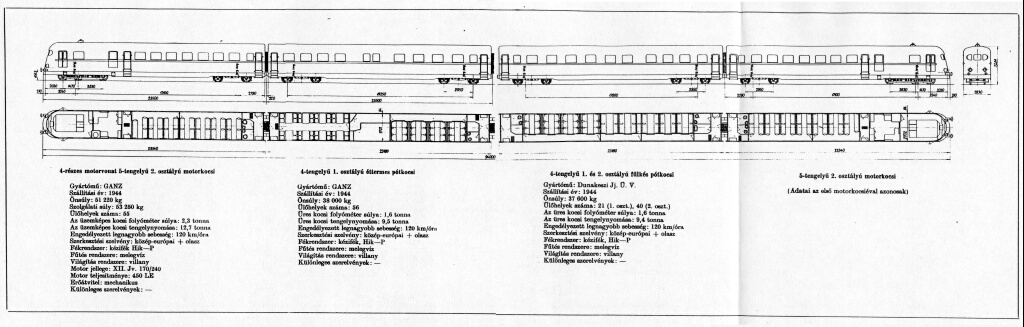 4-részes motorvonat 5-tengelyű 2. osztályú motorkocsi
Gyártómű: GANZ
Szállítási év: 1944
Önsúly: 51 220 kg
Szolgálati súly: 53 250 kg
Ülőhelyek száma: 55
Az üzemképes kocsi folyóméter súlya: 2,3 tonna
Az üzemképes kocsi tengelynyomása: 12,7 tonna
Engedélyezett legnagyobb sebesség: 120 km/óra
Szerkesztési szelvény: közép-európai + olasz
Fékrendszer: kézifék Hik—P
Fűtés rendszere: melegvíz
Világítás rendszere: villany
Motor jellege: XII. Jv. 170/240
Motor teljesítménye: 450 LE
Erőátvitel: mechanikus
Különleges szerelvények: —
4-tengelyű 1. osztályú étkezes pótkocsi
Gyártómű: GANZ
Szállítási év: 1944
Önsúly: 38 000 kg
Ülőhelyek száma: 56
Üres kocsi folyóméter súlya: 1,6 tonna
Üres kocsi tengelynyomása: 9,5 tonna
Engedélyezett legnagyobb sebesség: 120 km/óra
Szerkesztési szelvény: közép-európai + olasz
Fékrendszer: kézifék, Hik—P
Fűtés rendszere: melegvíz
Világítás rendszere: villany
Különleges szerelvények: —
4-tengelyű 1. és 2. osztályú fülkés pótkocsi
Gyártómű: Dunakeszi Jj. Ü. V.
Szállítási év: 1944
Önsúly: 37 600 kg
Ülőhelyek száma: 21 (1. oszt.), 40 (2. oszt.)
Az üres kocsi folyóméter súlya: 1,6 tonna
Az üres kocsi tengelynyomása: 9,4 tonna
Engedélyezett legnagyobb sebesség: 120 km/óra
Szerkesztési szelvény: közép-európai + olasz
Fékrendszer: kézifék, Hik—P
Fűtés rendszere: melegvíz
Világítás rendszere: villany
Különleges szerelvények: —
5-tengelyű 2. osztályú motorkocsi
(Adatai az első motorkocsiéval azonosak)